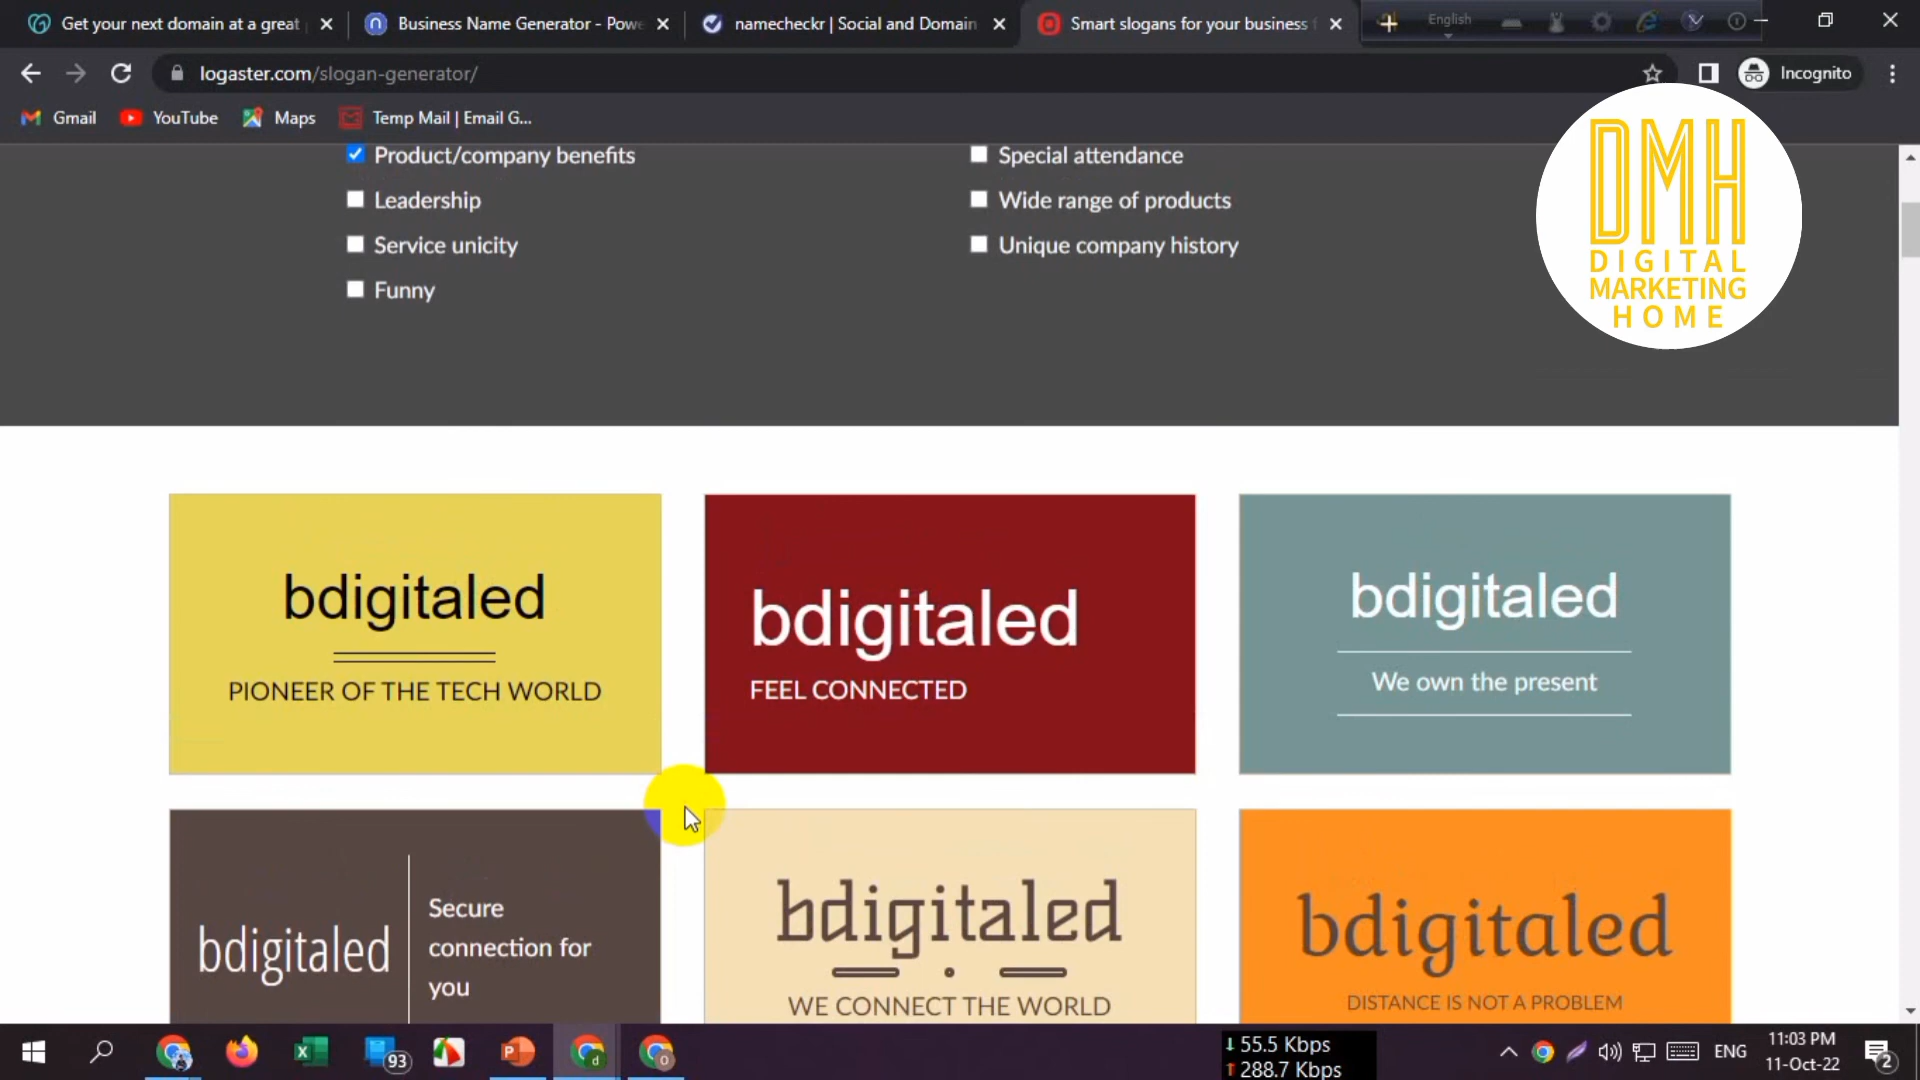 Get your next domain at a great
Business Name Generator - Pow
namecheckr | Social and Domain
Smart slogans for your business f
English
logaster.com/slogan-generator/
Incognito
Gmail
YouTube
Maps
Temp Mail | Email G...
Product/company benefits
Special attendance
Leadership
Wide range of products
Service unicity
Unique company history
Funny
DMH
DIGITAL
MARKETING
HOME
bdigitaled
PIONEER OF THE TECH WORLD
bdigitaled
FEEL CONNECTED
bdigitaled
We own the present
bdigitaled
Secure
connection for
you
bdigitaled
WE CONNECT THE WORLD
bdigitaled
DISTANCE IS NOT A PROBLEM
93
55.5 Kbps
288.7 Kbps
ENG
11:03 PM
11-Oct-22
2